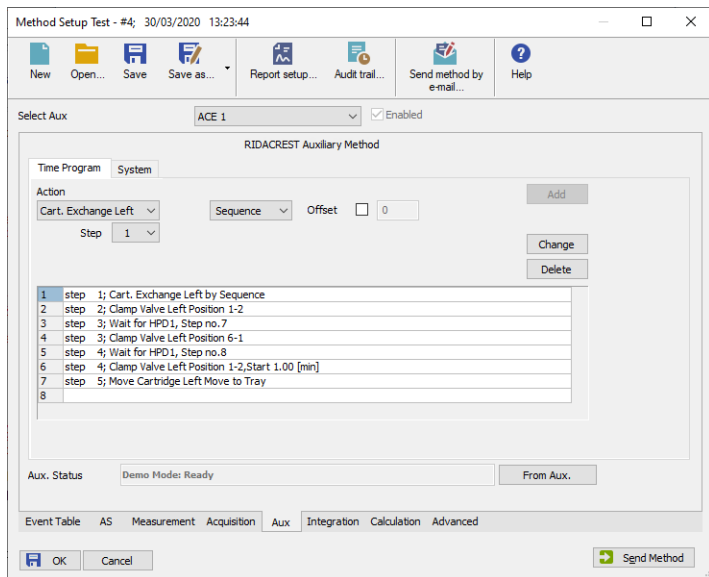 Method Setup Test - #4; 30/03/2020 13:23:44
New Open... Save Save as... Report setup... Audit trail... Send method by e-mail... Help
Select Aux ACE 1 Enabled
RIDACREST Auxiliary Method
Time Program System
Action
Cart. Exchange Left Sequence Offset 0
Add
Step 1
Change
Delete
1 step 1; Cart. Exchange Left by Sequence
2 step 2; Clamp Valve Left Position 1-2
3 step 3; Wait for HPD1, Step no.7
4 step 3; Clamp Valve Left Position 6-1
5 step 4; Wait for HPD1, Step no.8
6 step 4; Clamp Valve Left Position 1-2,Start 1.00 [min]
7 step 5; Move Cartridge Left Move to Tray
8
Aux. Status Demo Mode: Ready From Aux.
Event Table AS Measurement Acquisition Aux Integration Calculation Advanced
OK Cancel Send Method